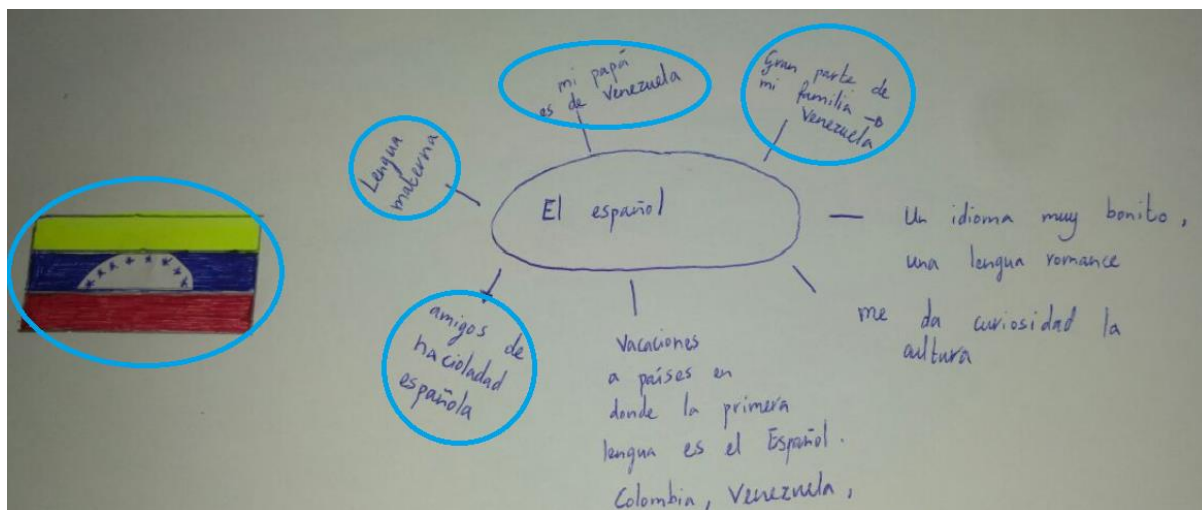 mi papá
es de Venezuela
Gran parte de
mi familia →
Venezuela
Lengua
materna
El español
Un idioma muy bonito,
una lengua romance
me da curiosidad la
cultura
amigos de
nacioladad
española
vacaciones
a países en
donde la primera
lengua es el Español.
Colombia, Venezuela,